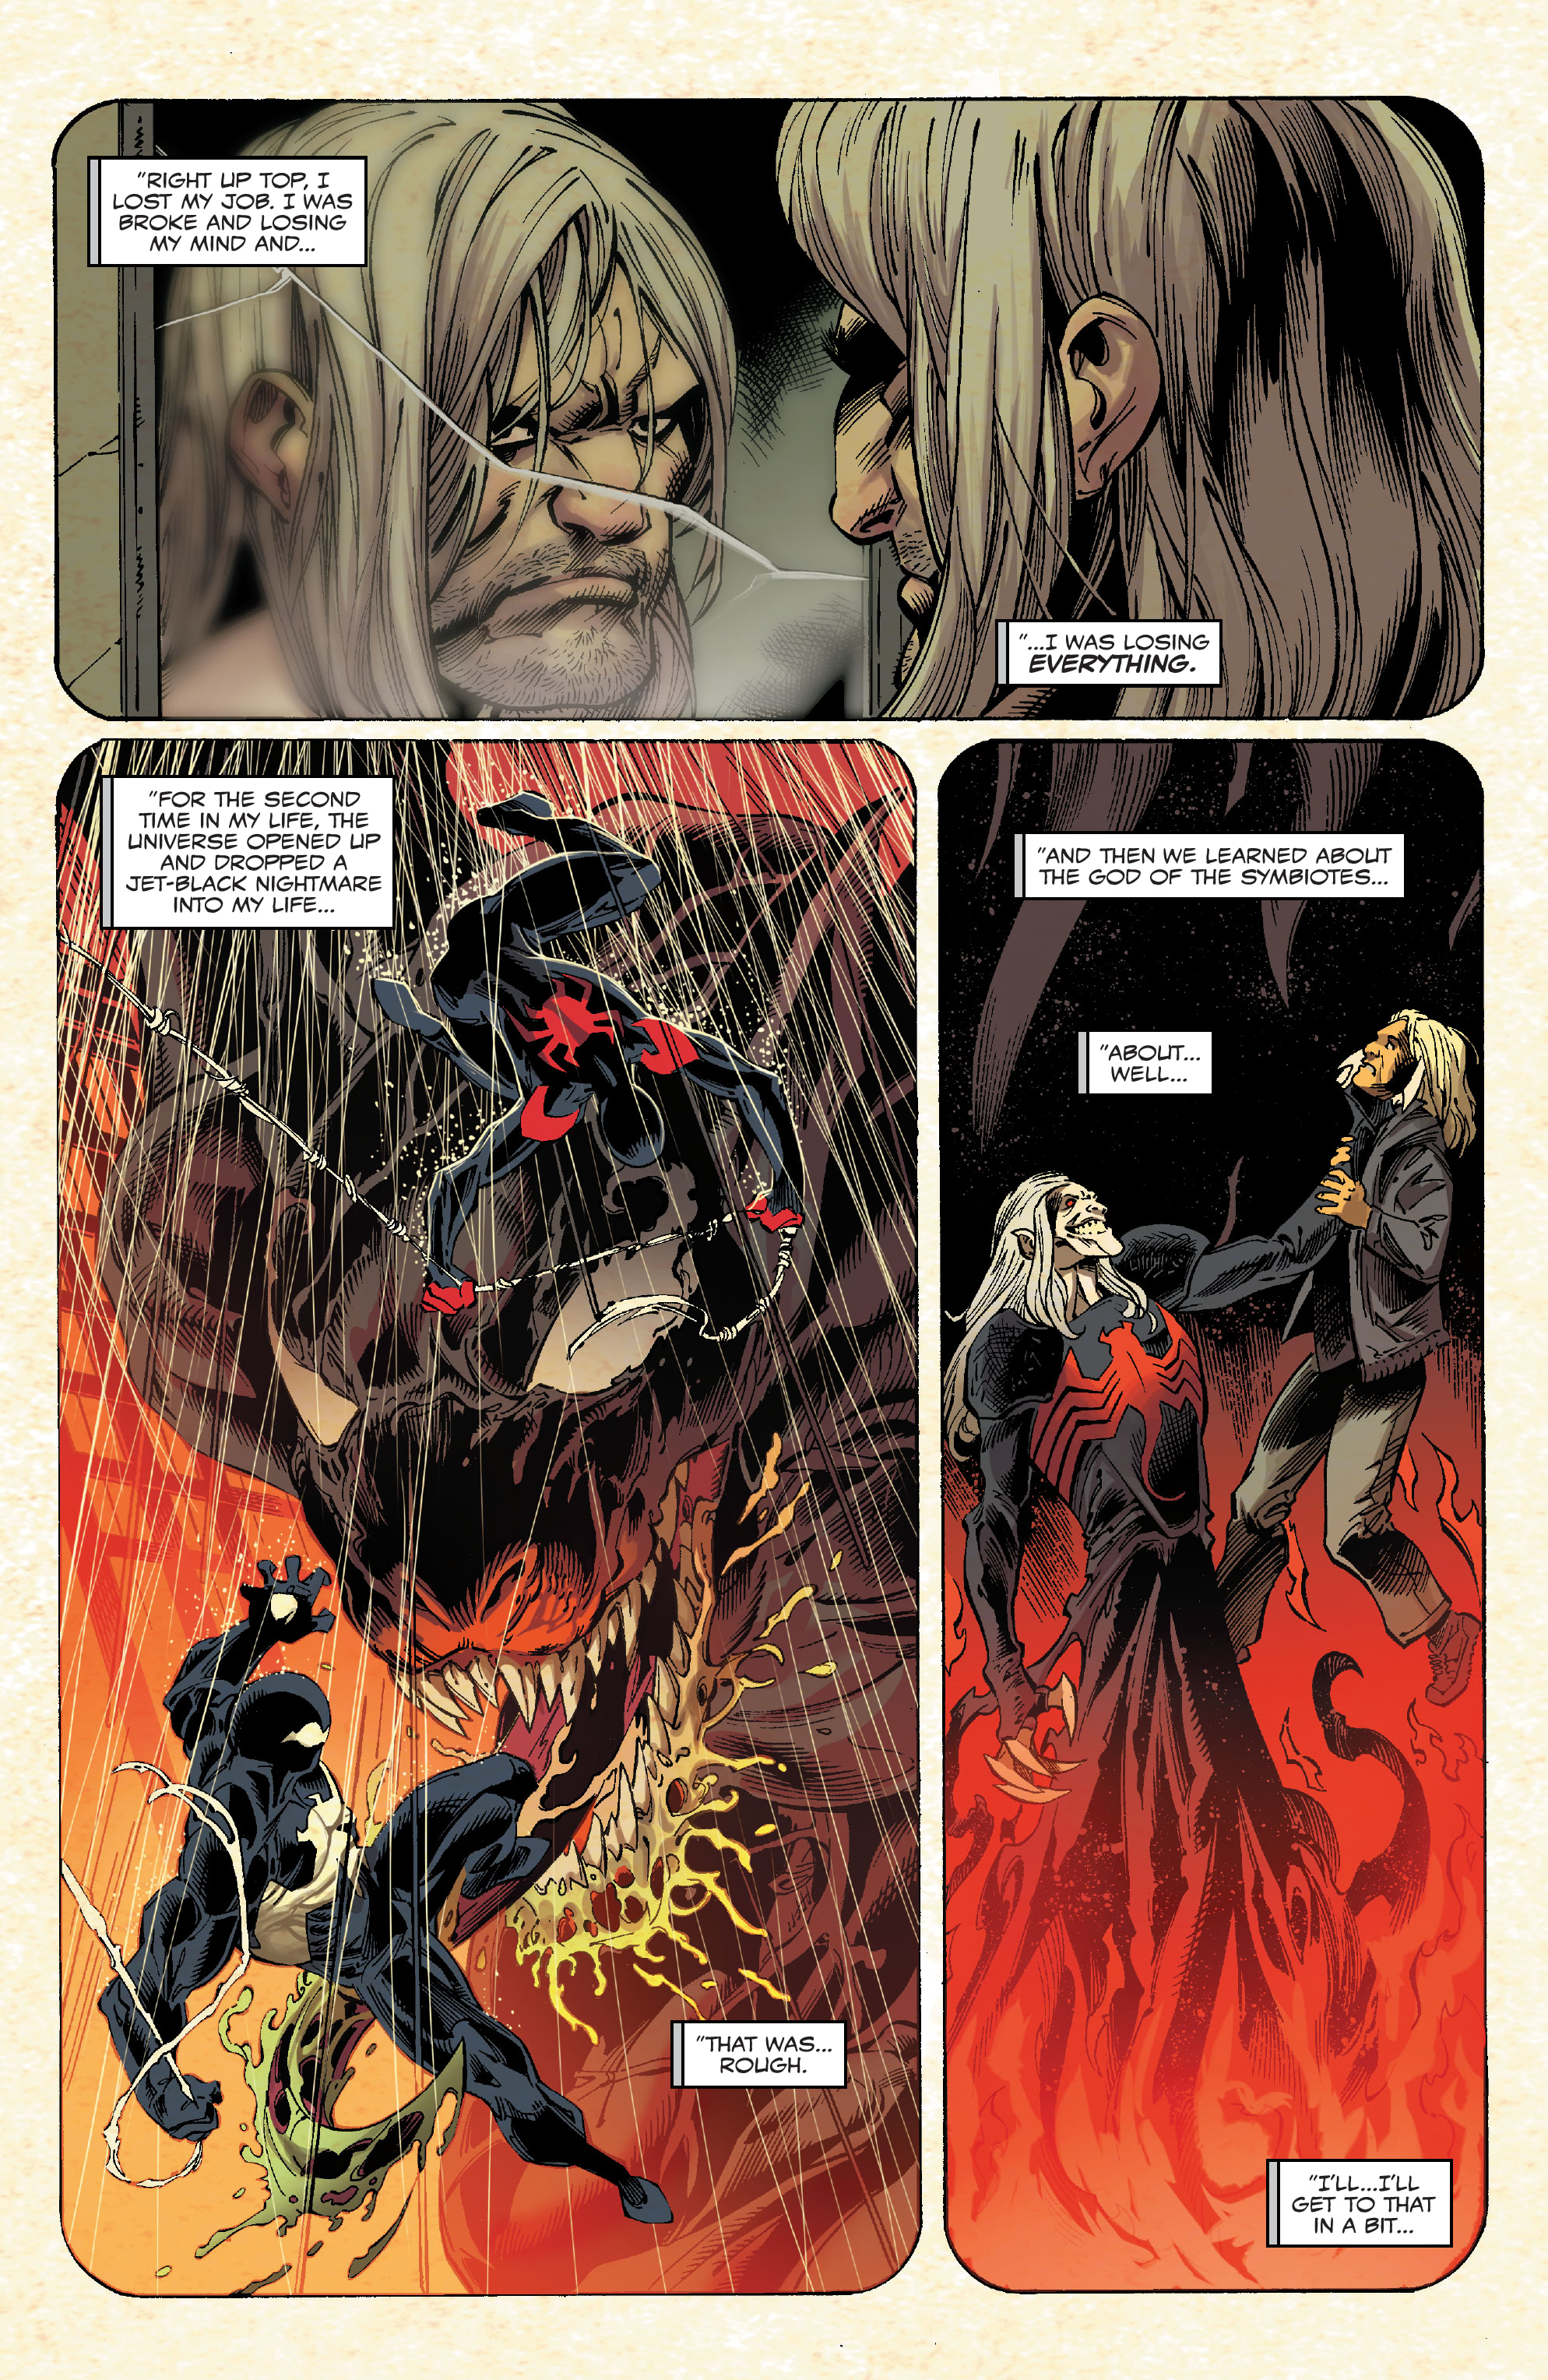 "RIGHT UP TOP, I
LOST MY JOB. I WAS
BROKE AND LOSING
MY MIND AND...
"...I WAS LOSING
EVERYTHING.
"FOR THE SECOND
TIME IN MY LIFE, THE
UNIVERSE OPENED UP
AND DROPPED A
JET-BLACK NIGHTMARE
INTO MY LIFE...
"THAT WAS...
ROUGH.
"AND THEN WE LEARNED ABOUT
THE GOD OF THE SYMBIOTES...
"ABOUT...
WELL...
"I'LL...I'LL
GET TO THAT
IN A BIT...